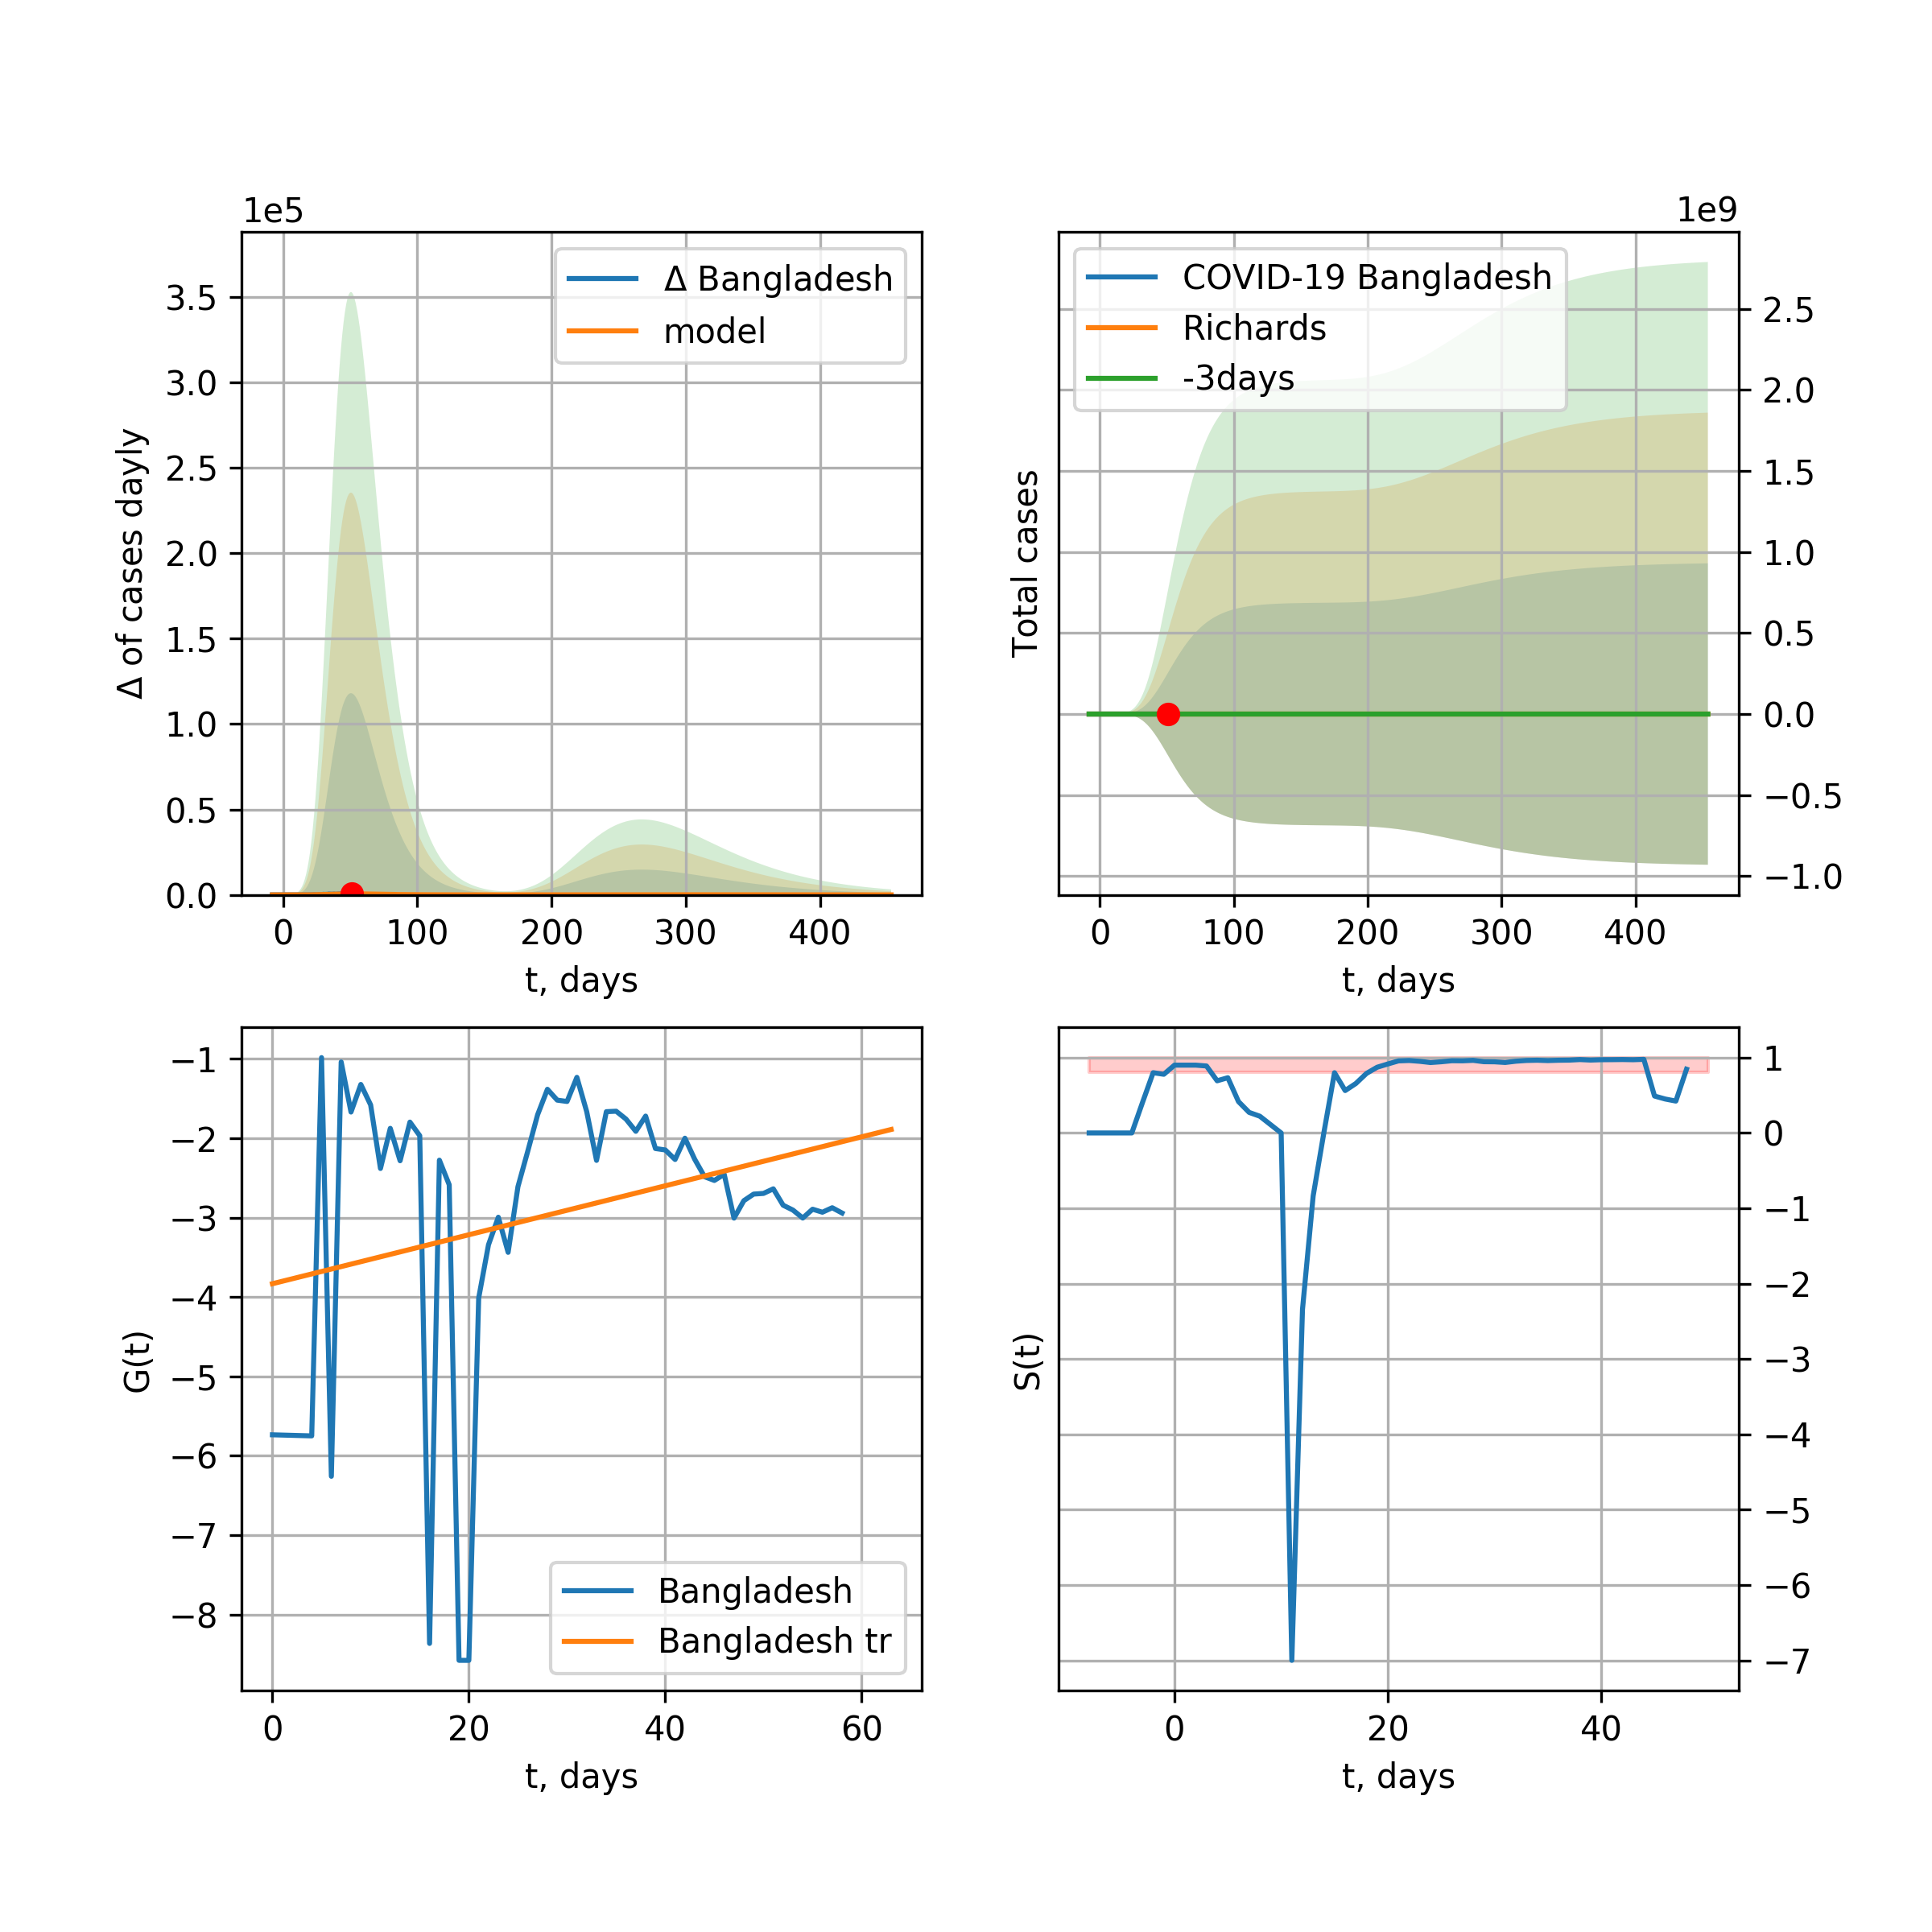 1e5
Δ Bangladesh
model
3.5
3.0
2.5
2.0
1.5
1.0
0.5
0.0
Δ of cases dayly
0 100 200 300 400
t, days
1e9
COVID-19 Bangladesh
Richards
-3days
2.5
2.0
1.5
1.0
0.5
0.0
−0.5
−1.0
Total cases
0 100 200 300 400
t, days
−1
−2
−3
−4
−5
−6
−7
−8
G(t)
Bangladesh
Bangladesh tr
0 20 40 60
t, days
1
0
−1
−2
−3
−4
−5
−6
−7
S(t)
0 20 40
t, days